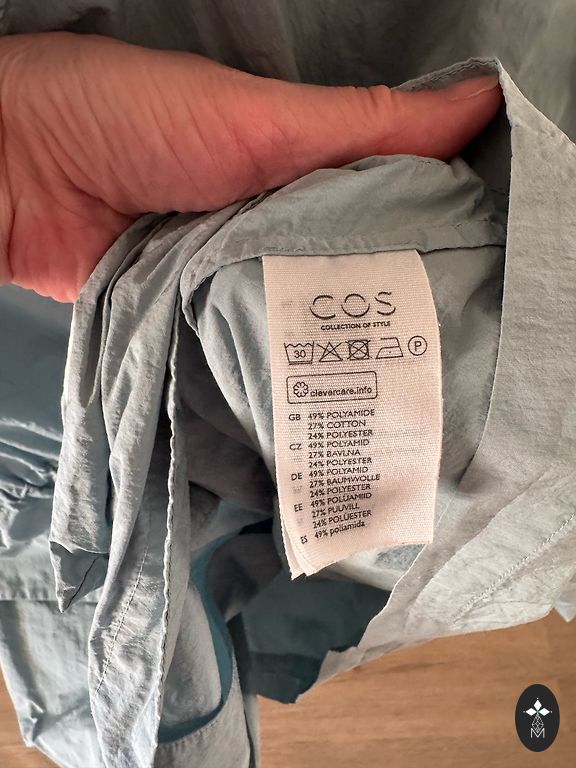 COS
COLLECTION OF STYLE
30 P
clevercare.info
GB 49% POLYAMIDE
27% COTTON
24% POLYESTER
CZ 49% POLYAMID
27% BAVLNA
24% POLYESTER
DE 49% POLYAMID
27% BAUMWOLLE
24% POLYESTER
EE 49% POLÜAMIID
27% PUUVILL
24% POLÜESTER
ES 49% poliamida
M